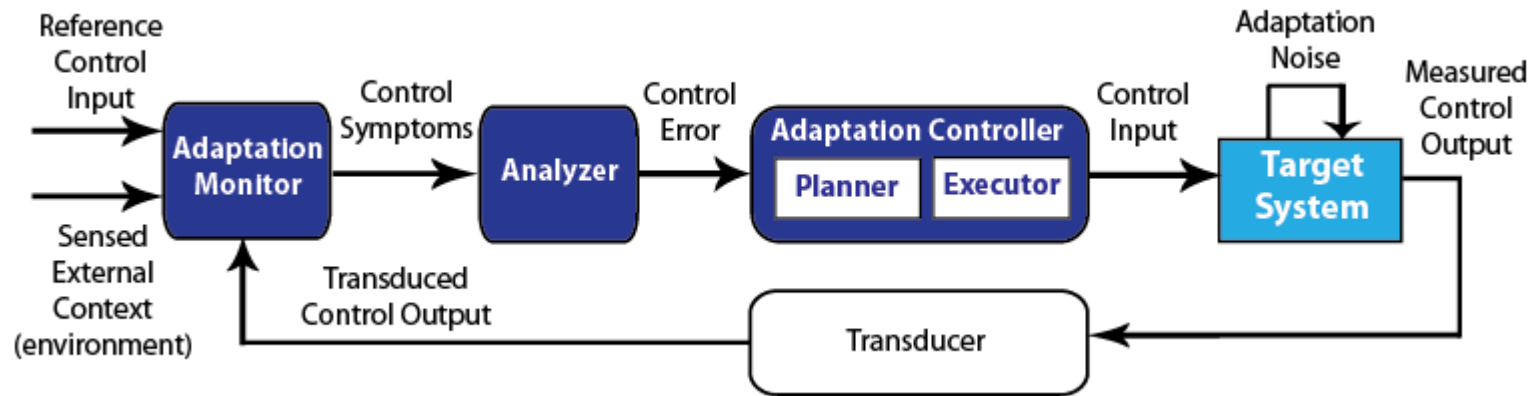 Reference
Control
Input
Sensed
External
Context
(environment)
Adaptation
Monitor
Control
Symptoms
Analyzer
Control
Error
Adaptation Controller
Planner
Executor
Control
Input
Adaptation
Noise
Target
System
Measured
Control
Output
Transducer
Transduced
Control Output